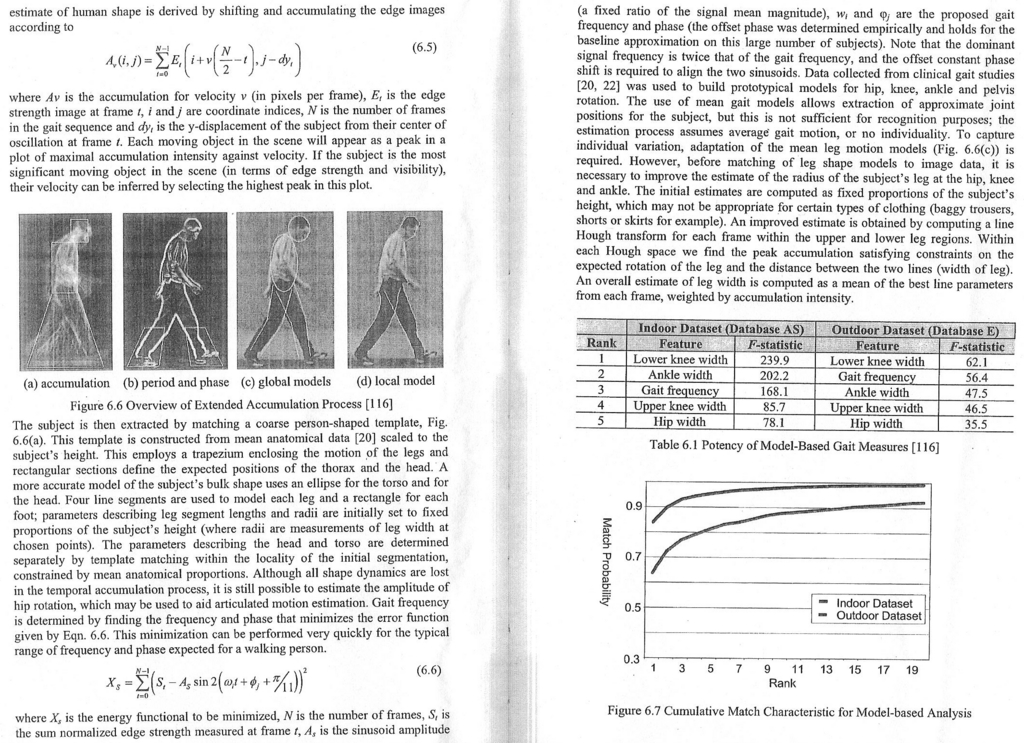 estimate of human shape is derived by shifting and accumulating the edge images
according to
A_v(i,j) = \sum_{t=0}^{N-1} E_t ( i + v ( N/2 - t ), j - dy_t )
(6.5)
where Av is the accumulation for velocity v (in pixels per frame), E_t is the edge
strength image at frame t, i and j are coordinate indices, N is the number of frames
in the gait sequence and dy_t is the y-displacement of the subject from their center of
oscillation at frame t. Each moving object in the scene will appear as a peak in a
plot of maximal accumulation intensity against velocity. If the subject is the most
significant moving object in the scene (in terms of edge strength and visibility),
their velocity can be inferred by selecting the highest peak in this plot.
(a) accumulation (b) period and phase (c) global models (d) local model
Figure 6.6 Overview of Extended Accumulation Process [116]
The subject is then extracted by matching a coarse person-shaped template, Fig.
6.6(a). This template is constructed from mean anatomical data [20] scaled to the
subject's height. This employs a trapezium enclosing the motion of the legs and
rectangular sections define the expected positions of the thorax and the head. A
more accurate model of the subject's bulk shape uses an ellipse for the torso and for
the head. Four line segments are used to model each leg and a rectangle for each
foot; parameters describing leg segment lengths and radii are initially set to fixed
proportions of the subject's height (where radii are measurements of leg width at
chosen points). The parameters describing the head and torso are determined
separately by template matching within the locality of the initial segmentation,
constrained by mean anatomical proportions. Although all shape dynamics are lost
in the temporal accumulation process, it is still possible to estimate the amplitude of
hip rotation, which may be used to aid articulated motion estimation. Gait frequency
is determined by finding the frequency and phase that minimizes the error function
given by Eqn. 6.6. This minimization can be performed very quickly for the typical
range of frequency and phase expected for a walking person.
X_s = \sum_{t=0}^{N-1} ( S_t - A_s sin 2 ( ω_i t + ϕ_j + π/11 ) )^2
(6.6)
where X_s is the energy functional to be minimized, N is the number of frames, S_t is
the sum normalized edge strength measured at frame t, A_s is the sinusoid amplitude
(a fixed ratio of the signal mean magnitude), w_i and φ_j are the proposed gait
frequency and phase (the offset phase was determined empirically and holds for the
baseline approximation on this large number of subjects). Note that the dominant
signal frequency is twice that of the gait frequency, and the offset constant phase
shift is required to align the two sinusoids. Data collected from clinical gait studies
[20, 22] was used to build prototypical models for hip, knee, ankle and pelvis
rotation. The use of mean gait models allows extraction of approximate joint
positions for the subject, but this is not sufficient for recognition purposes; the
estimation process assumes average gait motion, or no individuality. To capture
individual variation, adaptation of the mean leg motion models (Fig. 6.6(c)) is
required. However, before matching of leg shape models to image data, it is
necessary to improve the estimate of the radius of the subject's leg at the hip, knee
and ankle. The initial estimates are computed as fixed proportions of the subject's
height, which may not be appropriate for certain types of clothing (baggy trousers,
shorts or skirts for example). An improved estimate is obtained by computing a line
Hough transform for each frame within the upper and lower leg regions. Within
each Hough space we find the peak accumulation satisfying constraints on the
expected rotation of the leg and the distance between the two lines (width of leg).
An overall estimate of leg width is computed as a mean of the best line parameters
from each frame, weighted by accumulation intensity.
Indoor Dataset (Database AS) Outdoor Dataset (Database E)
Rank Feature F-statistic Feature F-statistic
1 Lower knee width 239.9 Lower knee width 62.1
2 Ankle width 202.2 Gait frequency 56.4
3 Gait frequency 168.1 Ankle width 47.5
4 Upper knee width 85.7 Upper knee width 46.5
5 Hip width 78.1 Hip width 35.5
Table 6.1 Potency of Model-Based Gait Measures [116]
Match Probability
0.9
0.7
0.5
0.3
Indoor Dataset
Outdoor Dataset
1 3 5 7 9 11 13 15 17 19
Rank
Figure 6.7 Cumulative Match Characteristic for Model-based Analysis